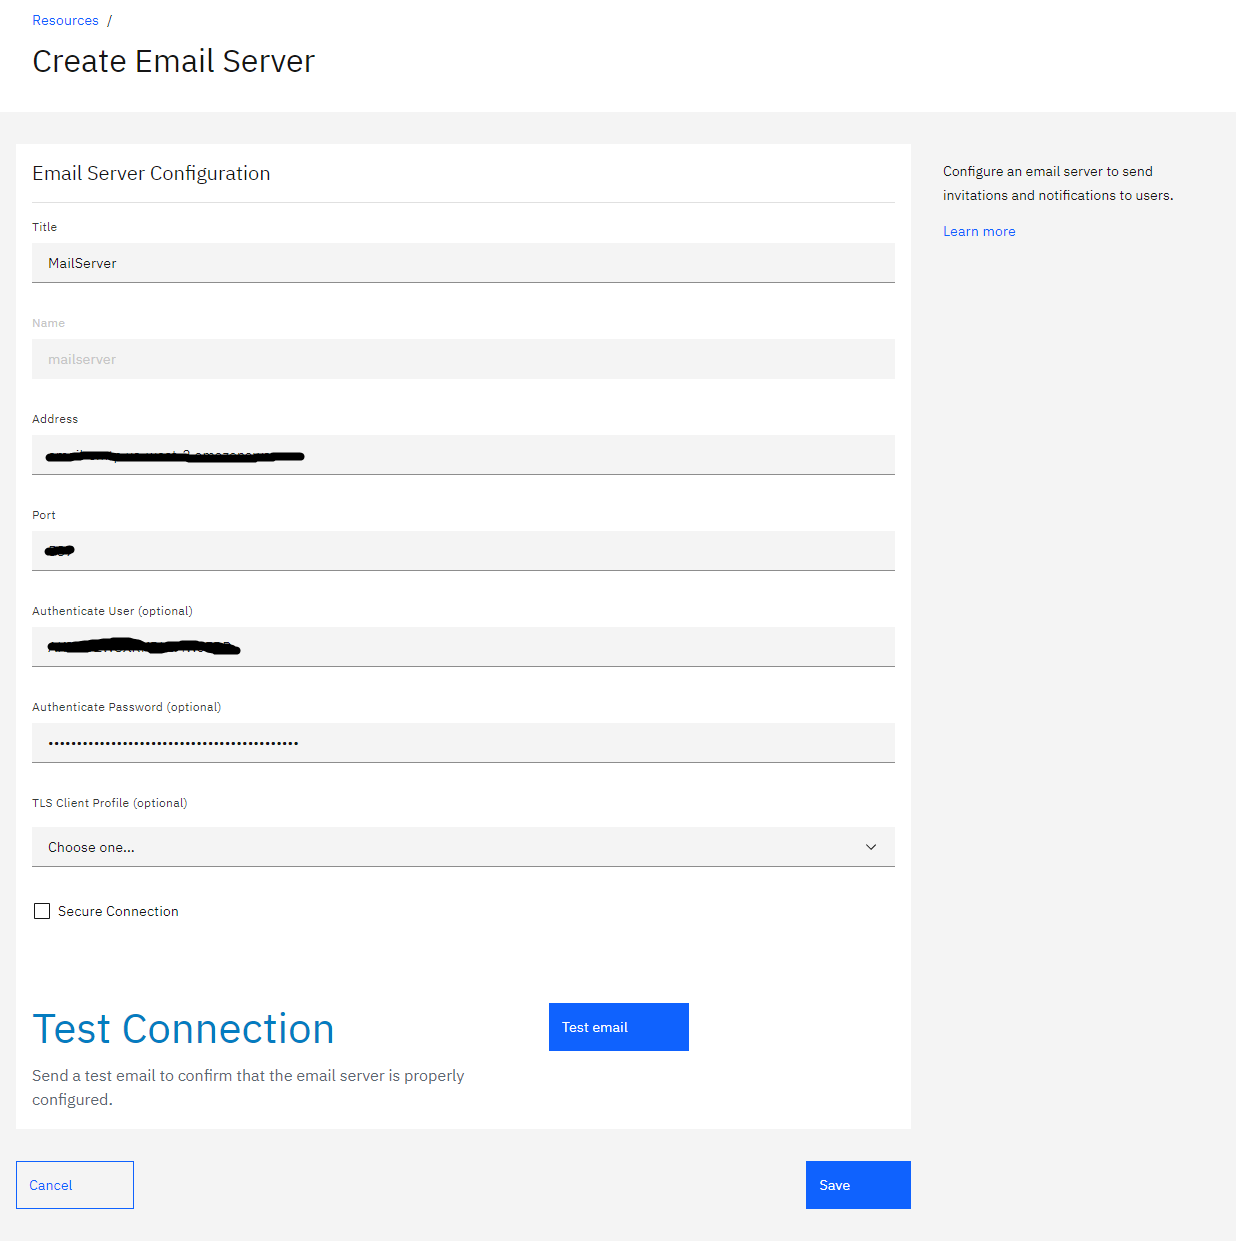 Resources /
Create Email Server
Email Server Configuration
Title
MailServer
Name
mailserver
Address
Port
Authenticate User (optional)
Authenticate Password (optional)
••••••••••••••••••••••••••••••••••••••••••••
TLS Client Profile (optional)
Choose one...
Secure Connection
Test Connection
Test email
Send a test email to confirm that the email server is properly
configured.
Cancel
Save
Configure an email server to send
invitations and notifications to users.
Learn more